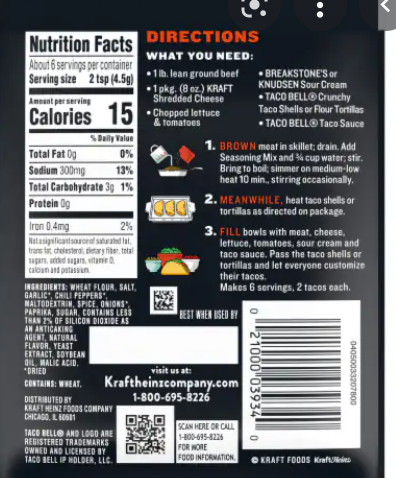 Nutrition Facts
About 6 servings per container
Serving size 2 tsp (4.5g)
Amount per serving
Calories 15
% Daily Value
Total Fat 0g 0%
Sodium 300mg 13%
Total Carbohydrate 3g 1%
Protein 0g
Iron 0.4mg 2%
Not a significant source of saturated fat,
trans fat, cholesterol, dietary fiber, total
sugars, added sugars, vitamin D,
calcium and potassium.
INGREDIENTS: WHEAT FLOUR, SALT,
GARLIC*, CHILI PEPPERS*,
MALTODEXTRIN, SPICE, ONIONS*,
PAPRIKA, SUGAR, CONTAINS LESS
THAN 2% OF SILICON DIOXIDE AS
AN ANTICAKING
AGENT, NATURAL
FLAVOR, YEAST
EXTRACT, SOYBEAN
OIL, MALIC ACID.
*DRIED
CONTAINS: WHEAT.
DISTRIBUTED BY
KRAFT HEINZ FOODS COMPANY
CHICAGO, IL 60601
TACO BELL® AND LOGO ARE
REGISTERED TRADEMARKS
OWNED AND LICENSED BY
TACO BELL IP HOLDER, LLC.
DIRECTIONS
WHAT YOU NEED:
• 1 lb. lean ground beef
• 1 pkg. (8 oz.) KRAFT
Shredded Cheese
• Chopped lettuce
& tomatoes
• BREAKSTONE'S or
KNUDSEN Sour Cream
• TACO BELL® Crunchy
Taco Shells or Flour Tortillas
• TACO BELL® Taco Sauce
1. BROWN meat in skillet; drain. Add
Seasoning Mix and ¾ cup water; stir.
Bring to boil; simmer on medium-low
heat 10 min., stirring occasionally.
2. MEANWHILE, heat taco shells or
tortillas as directed on package.
3. FILL bowls with meat, cheese,
lettuce, tomatoes, sour cream and
taco sauce. Pass the taco shells or
tortillas and let everyone customize
their tacos.
Makes 6 servings, 2 tacos each.
BEST WHEN USED BY
visit us at:
Kraftheinzcompany.com
1-800-695-8226
SCAN HERE OR CALL
1-800-695-8226
FOR MORE
FOOD INFORMATION.
0 21000 03934 0
© KRAFT FOODS KraftHeinz